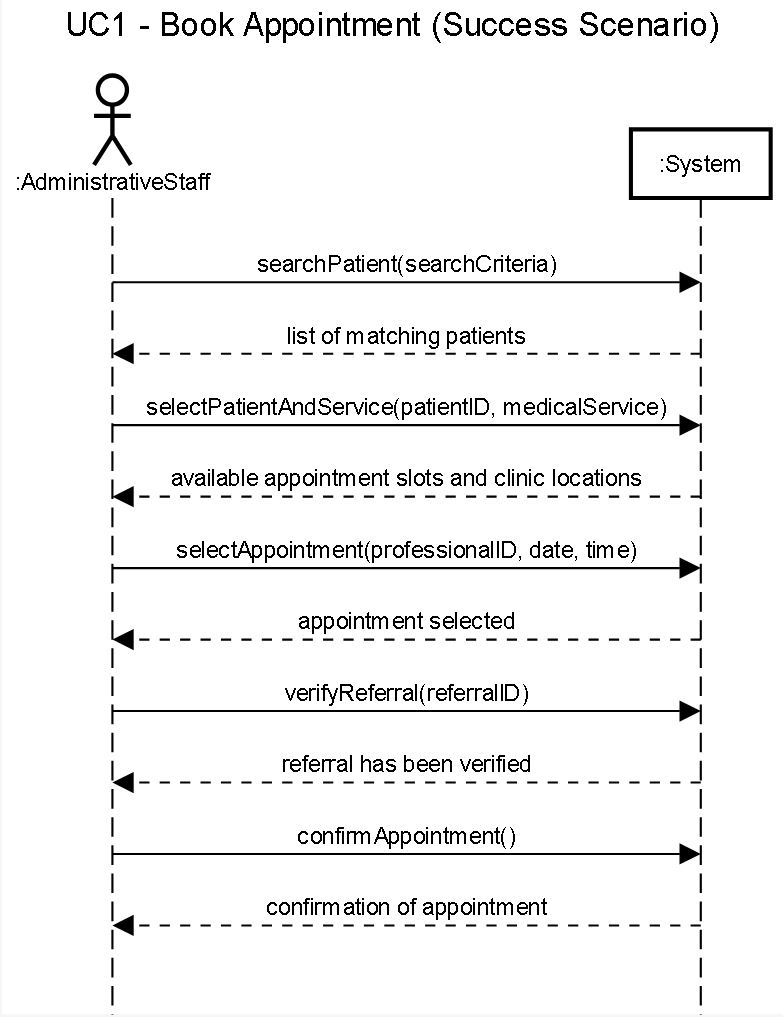 UC1 - Book Appointment (Success Scenario)
:AdministrativeStaff
:System
searchPatient(searchCriteria)
list of matching patients
selectPatientAndService(patientID, medicalService)
available appointment slots and clinic locations
selectAppointment(professionalID, date, time)
appointment selected
verifyReferral(referralID)
referral has been verified
confirmAppointment()
confirmation of appointment